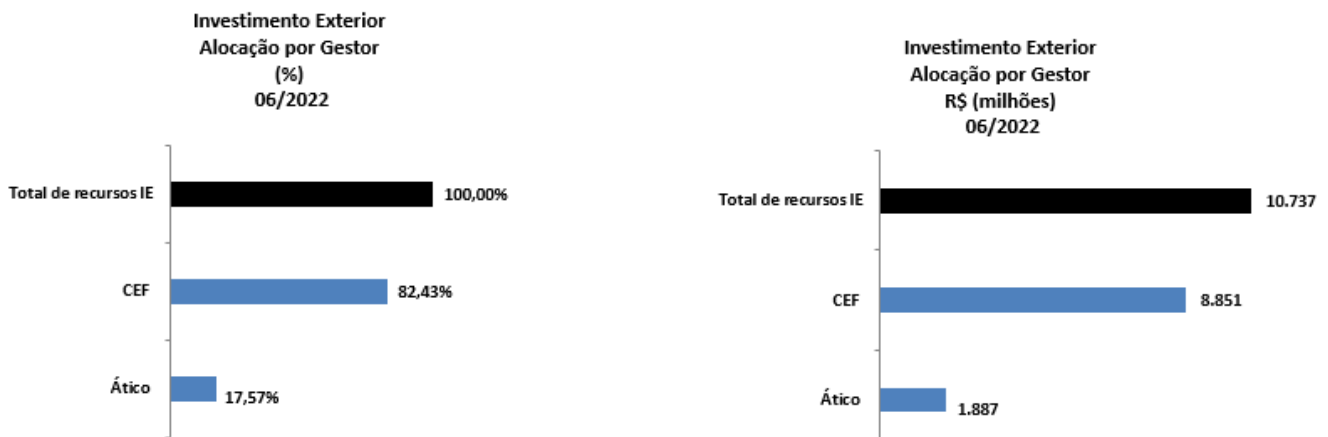 Investimento Exterior
Alocação por Gestor
(%)
06/2022
Total de recursos IE
100,00%
CEF
82,43%
Ático
17,57%
Investimento Exterior
Alocação por Gestor
R$ (milhões)
06/2022
Total de recursos IE
10.737
CEF
8.851
Ático
1.887